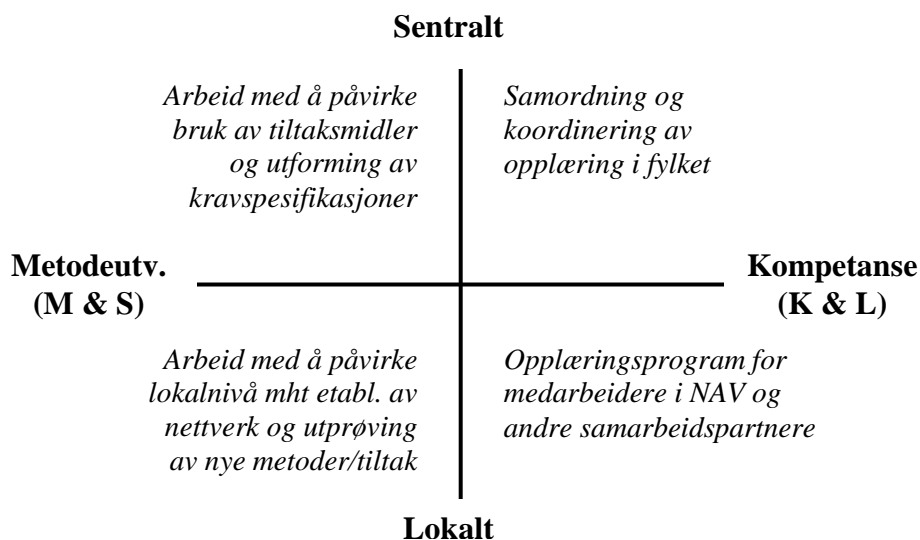 Sentralt
Arbeid med å påvirke
bruk av tiltaksmidler
og utforming av
kravspesifikasjoner
Samordning og
koordinering av
opplæring i fylket
Metodeutv.
(M & S)
Kompetanse
(K & L)
Arbeid med å påvirke
lokalnivå mht etabl. av
nettverk og utprøving
av nye metoder/tiltak
Opplæringsprogram for
medarbeidere i NAV og
andre samarbeidspartnere
Lokalt